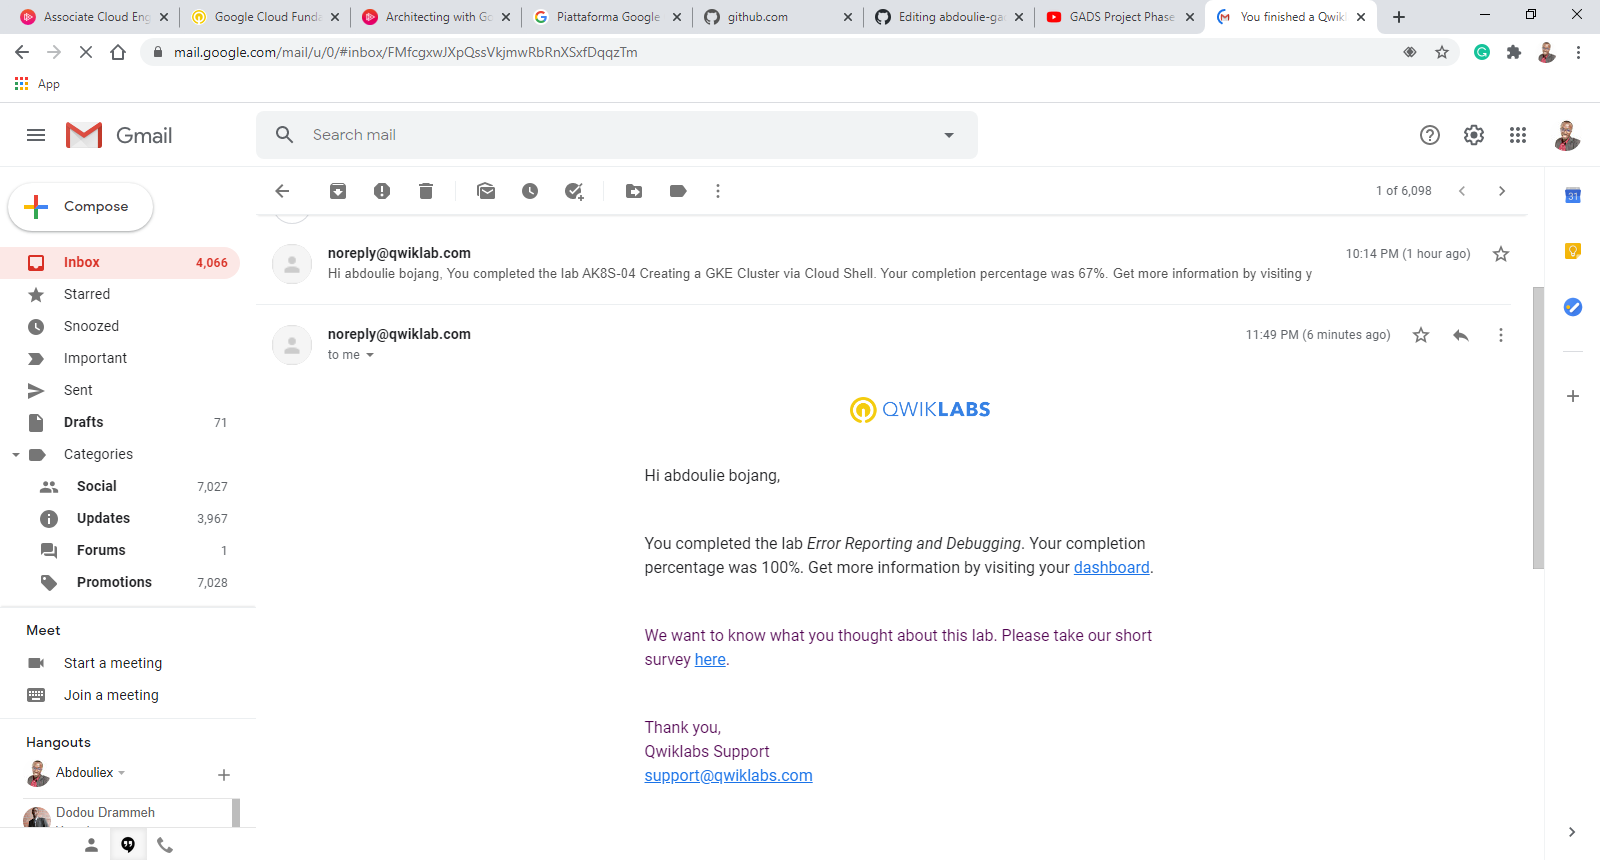 Associate Cloud Eng
Google Cloud Funda
Architecting with Go
Piattaforma Google
github.com
Editing abdoulie-gam
GADS Project Phase
You finished a Qwikl
mail.google.com/mail/u/0/#inbox/FMfcgxwJXpQssVkjmwRbRnXSxfDqqzTm
App
Gmail
Search mail
Compose
1 of 6,098
31
Inbox 4,066
Starred
Snoozed
Important
Sent
Drafts 71
Categories
Social 7,027
Updates 3,967
Forums 1
Promotions 7,028
Meet
Start a meeting
Join a meeting
Hangouts
Abdouliex
Dodou Drammeh
noreply@qwiklab.com 10:14 PM (1 hour ago)
Hi abdoulie bojang, You completed the lab AK8S-04 Creating a GKE Cluster via Cloud Shell. Your completion percentage was 67%. Get more information by visiting y
noreply@qwiklab.com 11:49 PM (6 minutes ago)
to me
QWIKLABS
Hi abdoulie bojang,
You completed the lab Error Reporting and Debugging. Your completion
percentage was 100%. Get more information by visiting your dashboard.
We want to know what you thought about this lab. Please take our short
survey here.
Thank you,
Qwiklabs Support
support@qwiklabs.com